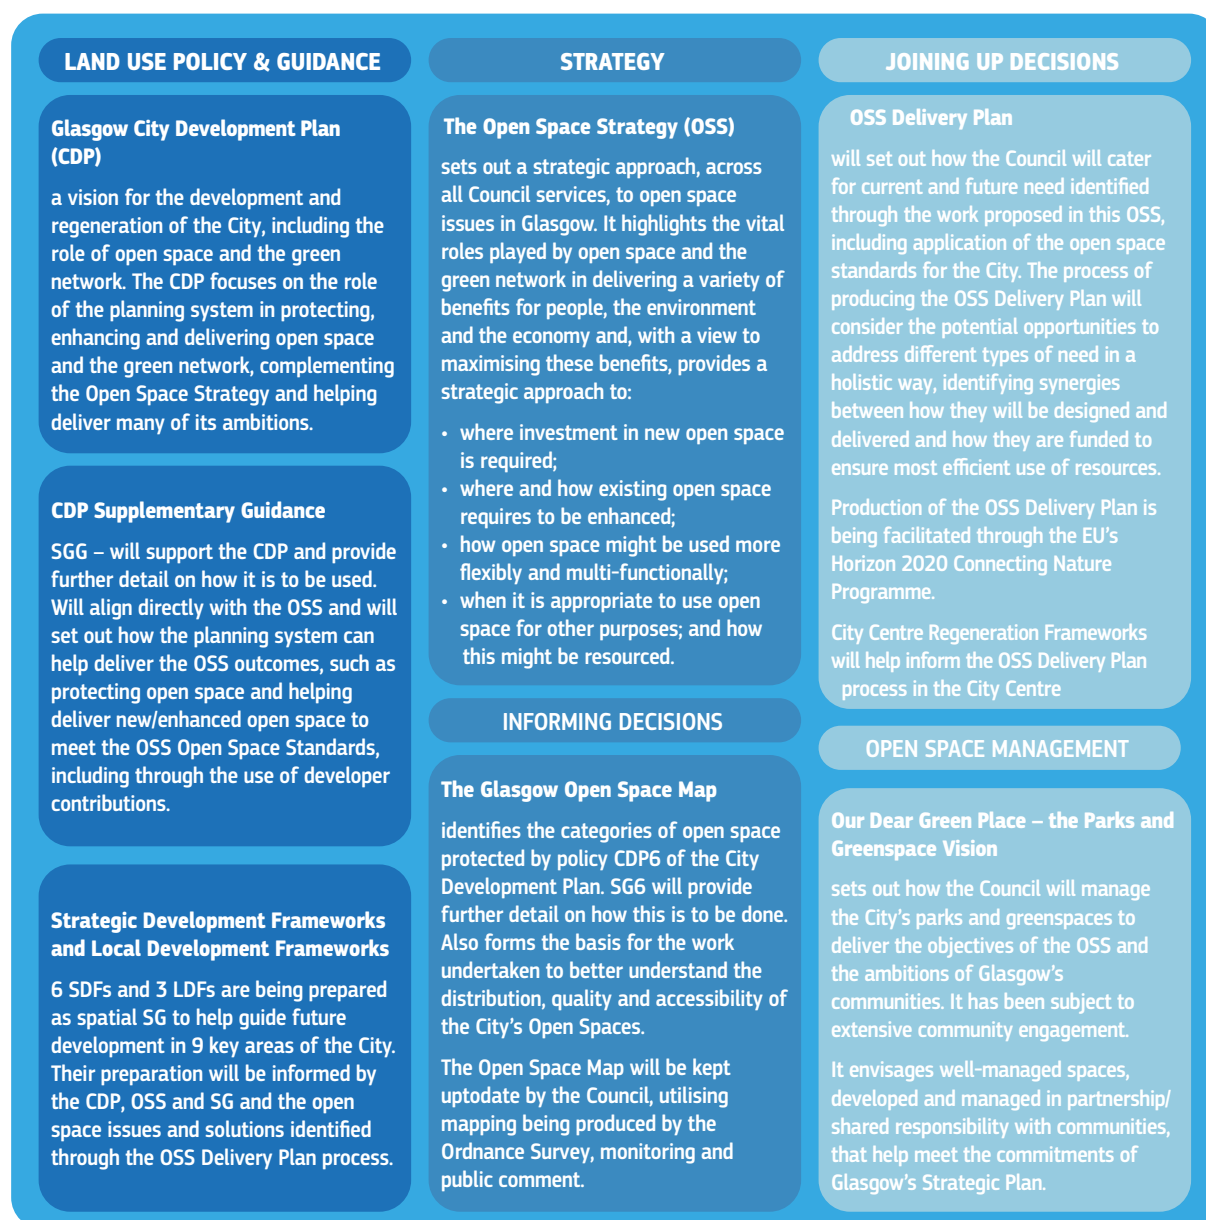 LAND USE POLICY & GUIDANCE
Glasgow City Development Plan
(CDP)
a vision for the development and
regeneration of the City, including the
role of open space and the green
network. The CDP focuses on the role
of the planning system in protecting,
enhancing and delivering open space
and the green network, complementing
the Open Space Strategy and helping
deliver many of its ambitions.
CDP Supplementary Guidance
SGG – will support the CDP and provide
further detail on how it is to be used.
Will align directly with the OSS and will
set out how the planning system can
help deliver the OSS outcomes, such as
protecting open space and helping
deliver new/enhanced open space to
meet the OSS Open Space Standards,
including through the use of developer
contributions.
Strategic Development Frameworks
and Local Development Frameworks
6 SDFs and 3 LDFs are being prepared
as spatial SG to help guide future
development in 9 key areas of the City.
Their preparation will be informed by
the CDP, OSS and SG and the open
space issues and solutions identified
through the OSS Delivery Plan process.
STRATEGY
The Open Space Strategy (OSS)
sets out a strategic approach, across
all Council services, to open space
issues in Glasgow. It highlights the vital
roles played by open space and the
green network in delivering a variety of
benefits for people, the environment
and the economy and, with a view to
maximising these benefits, provides a
strategic approach to:
• where investment in new open space
is required;
• where and how existing open space
requires to be enhanced;
• how open space might be used more
flexibly and multi-functionally;
• when it is appropriate to use open
space for other purposes; and how
this might be resourced.
INFORMING DECISIONS
The Glasgow Open Space Map
identifies the categories of open space
protected by policy CDP6 of the City
Development Plan. SG6 will provide
further detail on how this is to be done.
Also forms the basis for the work
undertaken to better understand the
distribution, quality and accessibility of
the City's Open Spaces.
The Open Space Map will be kept
uptodate by the Council, utilising
mapping being produced by the
Ordnance Survey, monitoring and
public comment.
JOINING UP DECISIONS
OSS Delivery Plan
will set out how the Council will cater
for current and future need identified
through the work proposed in this OSS,
including application of the open space
standards for the City. The process of
producing the OSS Delivery Plan will
consider the potential opportunities to
address different types of need in a
holistic way, identifying synergies
between how they will be designed and
delivered and how they are funded to
ensure most efficient use of resources.
Production of the OSS Delivery Plan is
being facilitated through the EU's
Horizon 2020 Connecting Nature
Programme.
City Centre Regeneration Frameworks
will help inform the OSS Delivery Plan
process in the City Centre
OPEN SPACE MANAGEMENT
Our Dear Green Place – the Parks and
Greenspace Vision
sets out how the Council will manage
the City's parks and greenspaces to
deliver the objectives of the OSS and
the ambitions of Glasgow's
communities. It has been subject to
extensive community engagement.
It envisages well-managed spaces,
developed and managed in partnership/
shared responsibility with communities,
that help meet the commitments of
Glasgow's Strategic Plan.